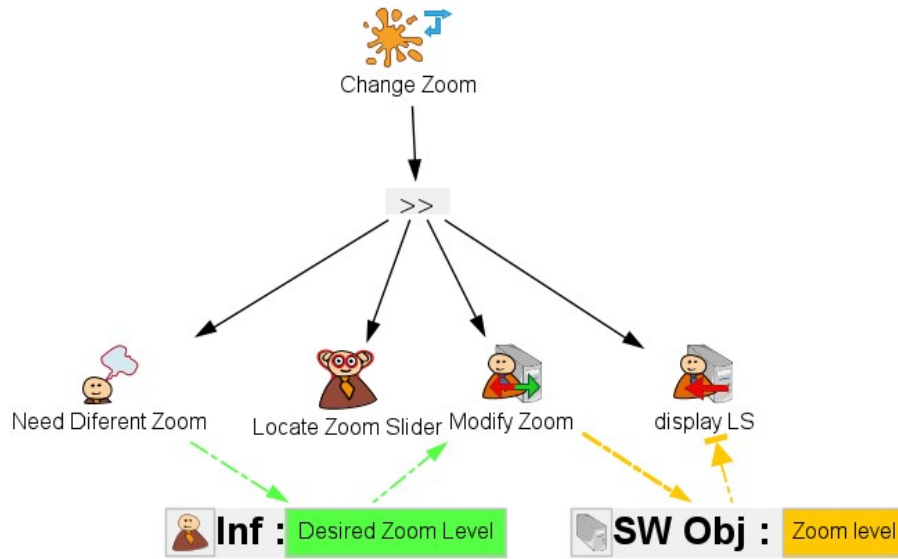 Change Zoom
>>
Need Diferent Zoom
Locate Zoom Slider
Modify Zoom
display LS
Inf : Desired Zoom Level
SW Obj : Zoom level